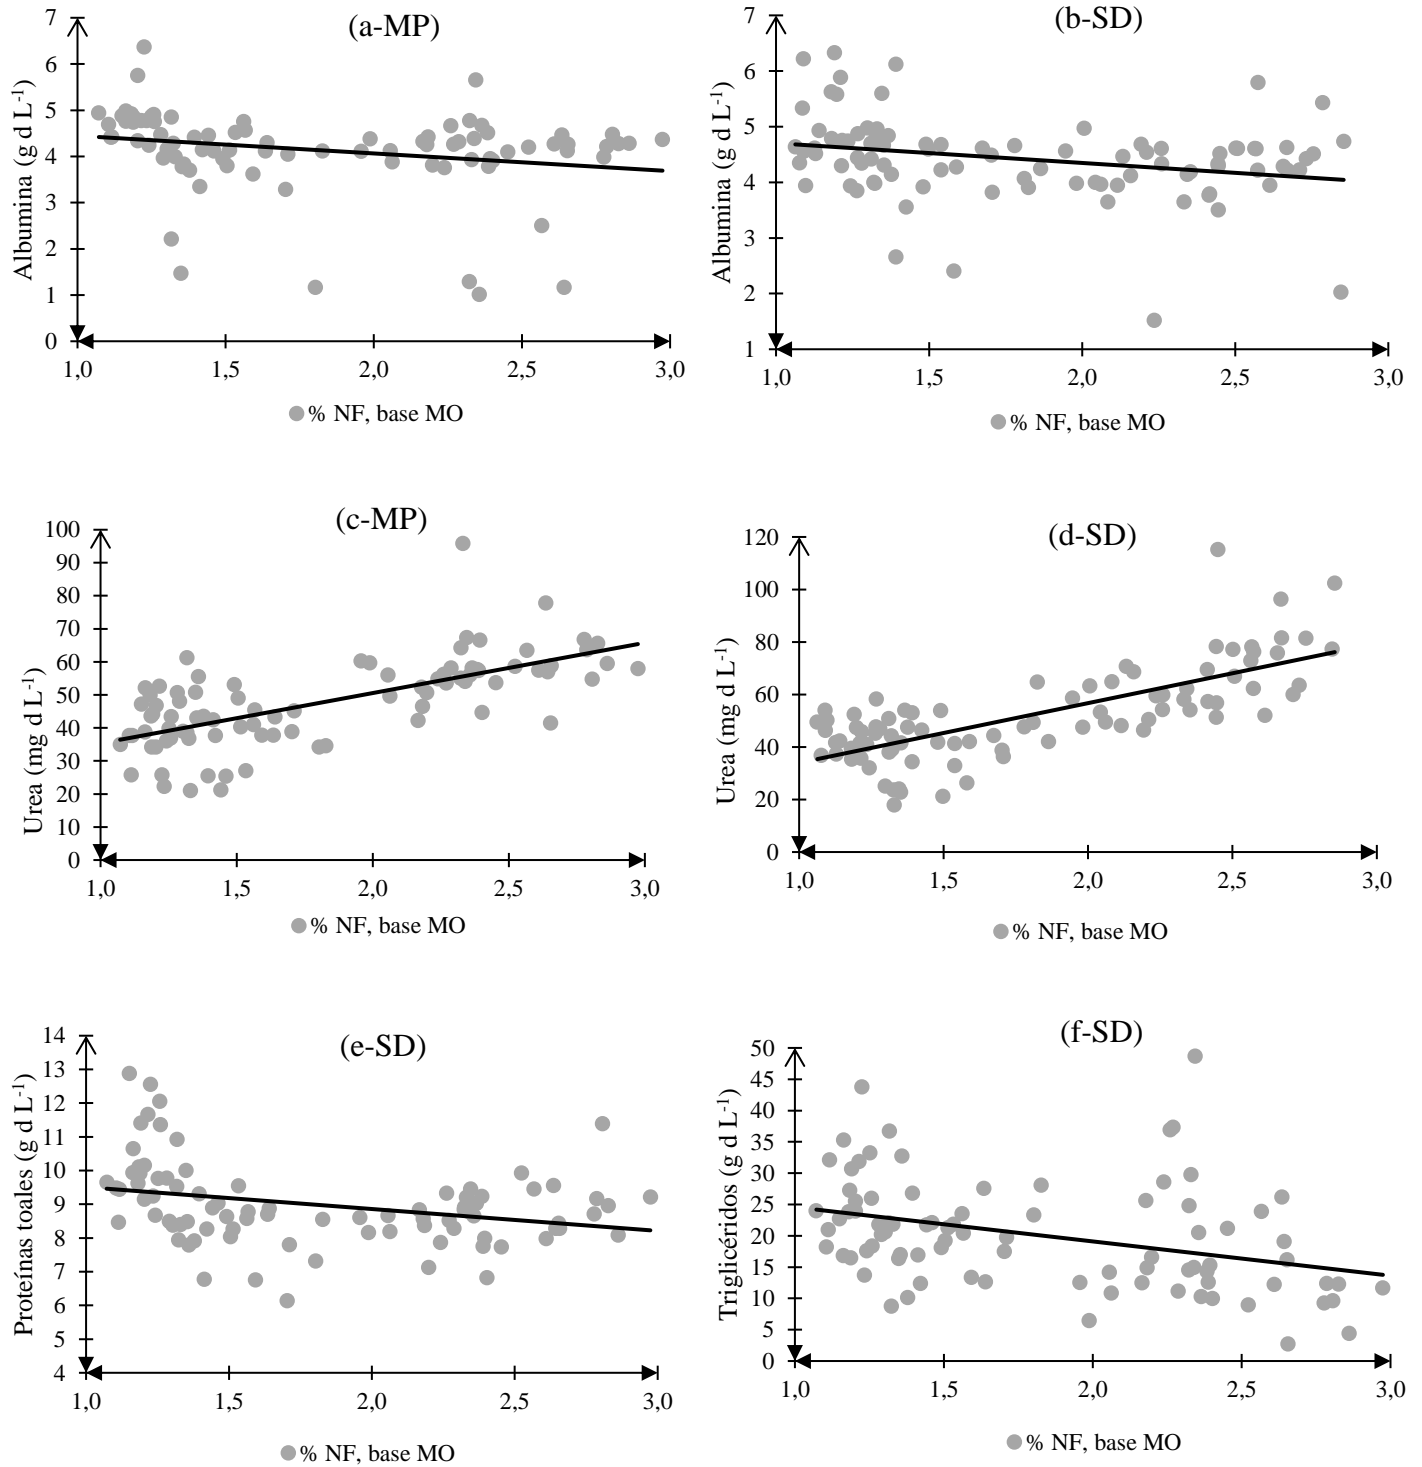 (a-MP)
Albumina (g d L⁻¹)
7
6
5
4
3
2
1
0
1,0 1,5 2,0 2,5 3,0
% NF, base MO
(b-SD)
Albumina (g d L⁻¹)
7
6
5
4
3
2
1
1,0 1,5 2,0 2,5 3,0
% NF, base MO
(c-MP)
Urea (mg d L⁻¹)
100
90
80
70
60
50
40
30
20
10
0
1,0 1,5 2,0 2,5 3,0
% NF, base MO
(d-SD)
Urea (mg d L⁻¹)
120
100
80
60
40
20
0
1,0 1,5 2,0 2,5 3,0
% NF, base MO
(e-SD)
Proteínas toales (g d L⁻¹)
14
13
12
11
10
9
8
7
6
5
4
1,0 1,5 2,0 2,5 3,0
% NF, base MO
(f-SD)
Triglicéridos (g d L⁻¹)
50
45
40
35
30
25
20
15
10
5
0
1,0 1,5 2,0 2,5 3,0
% NF, base MO